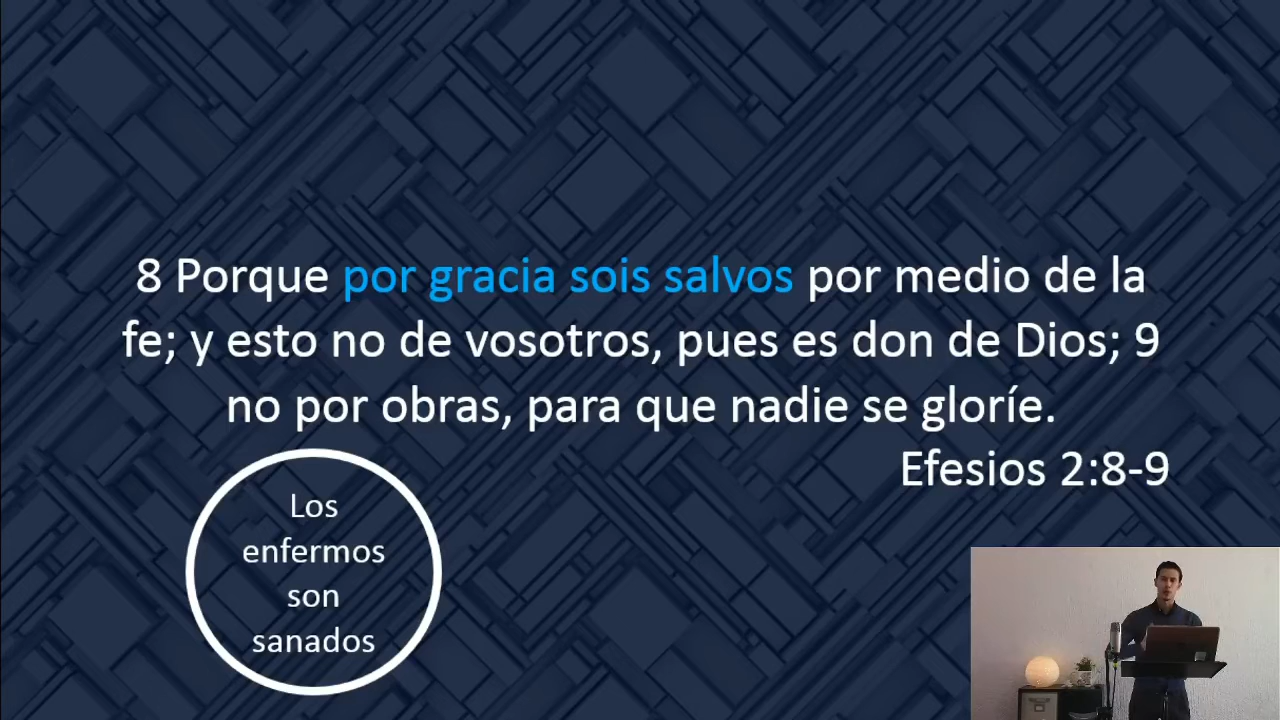 8 Porque por gracia sois salvos por medio de la
fe; y esto no de vosotros, pues es don de Dios; 9
no por obras, para que nadie se gloríe.
Efesios 2:8-9
Los
enfermos
son
sanados